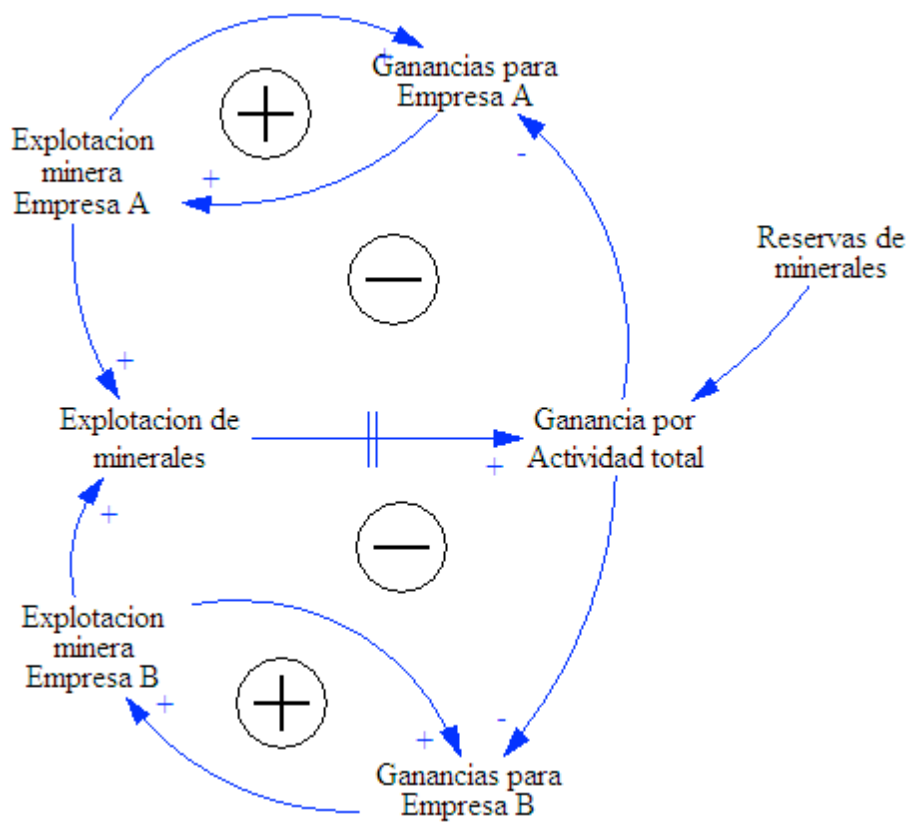 Ganancias para
Empresa A
+
Explotacion
minera
Empresa A
+
-
Reservas de
minerales
+
Explotacion de
minerales
Ganancia por
Actividad total
+
+
Explotacion
minera
Empresa B
+
-
+
Ganancias para
Empresa B